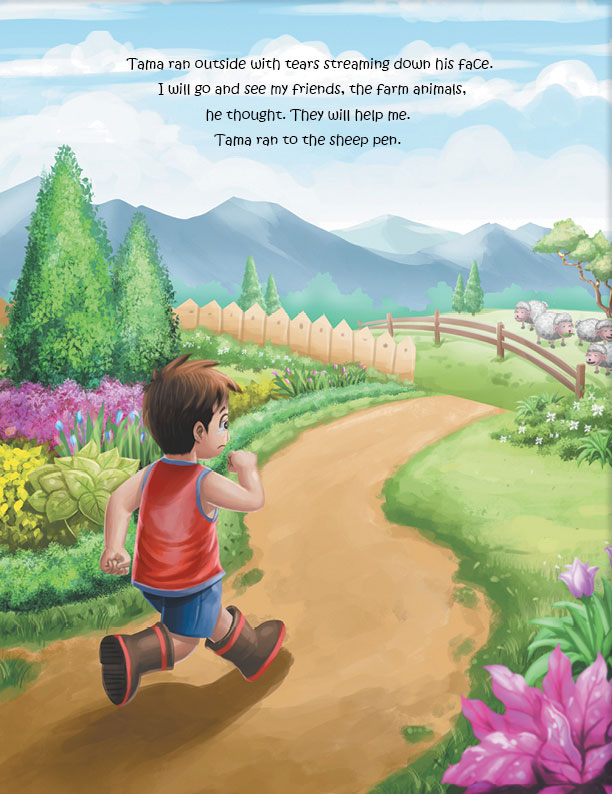 Tama ran outside with tears streaming down his face.
I will go and see my friends, the farm animals,
he thought. They will help me.
Tama ran to the sheep pen.